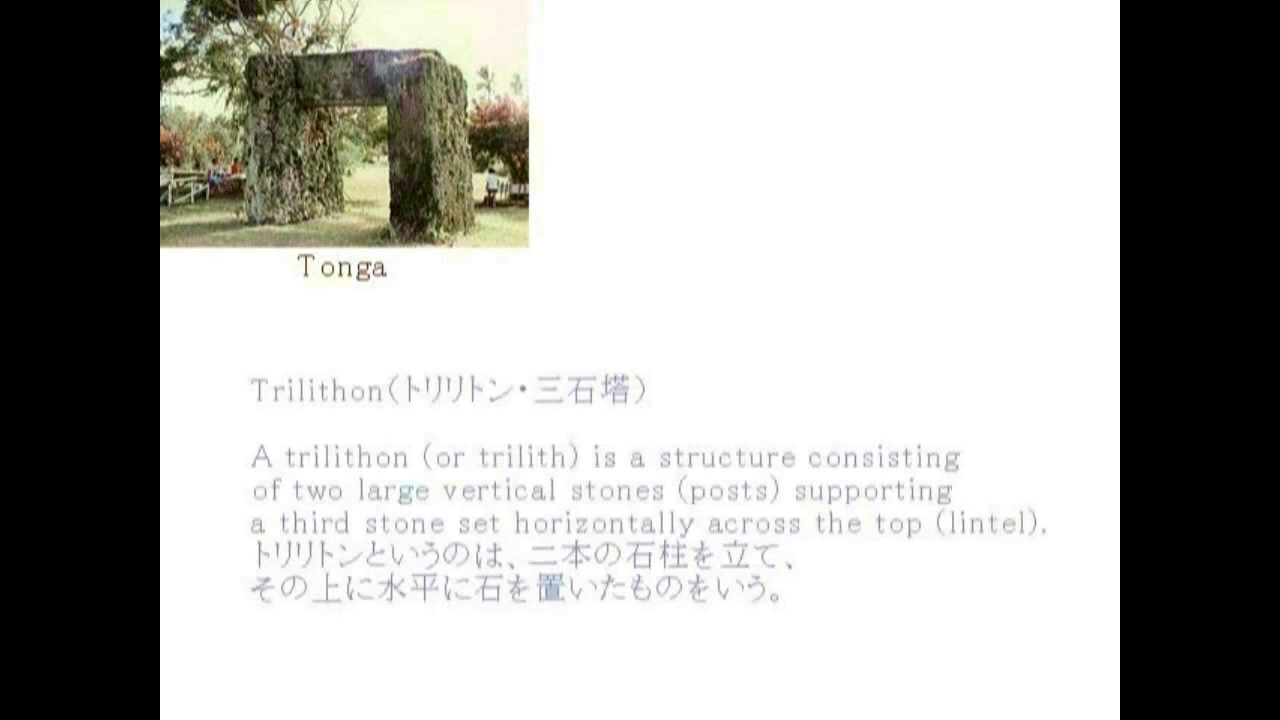 Tonga
Trilithon（トリリトン・三石塔）
A trilithon (or trilith) is a structure consisting
of two large vertical stones (posts) supporting
a third stone set horizontally across the top (lintel).
トリリトンというのは、二本の石柱を立て、
その上に水平に石を置いたものをいう。